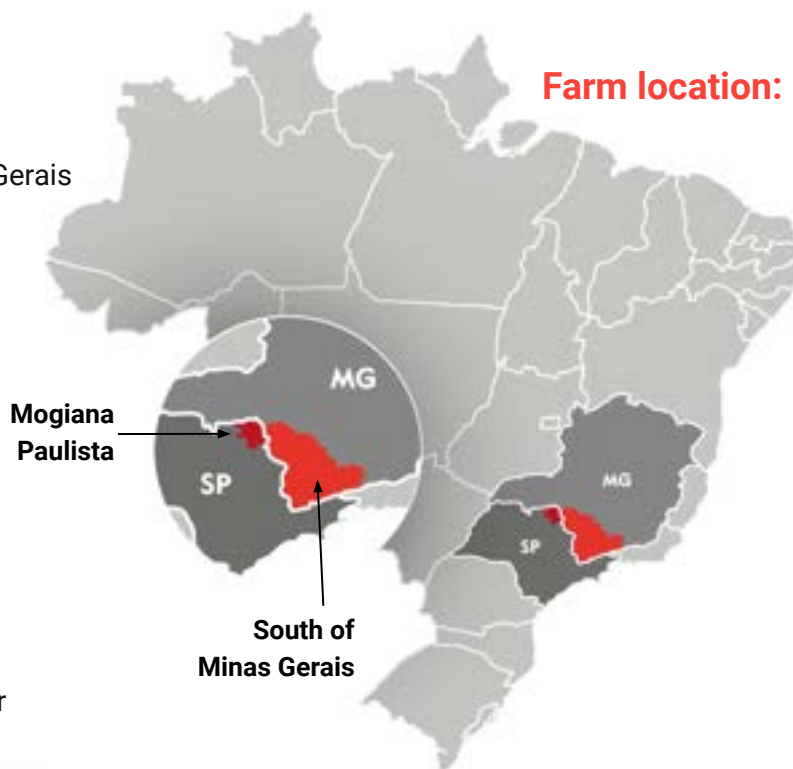 Farm location:
Gerais
MG
Mogiana
Paulista
SP
MG
SP
South of
Minas Gerais
r